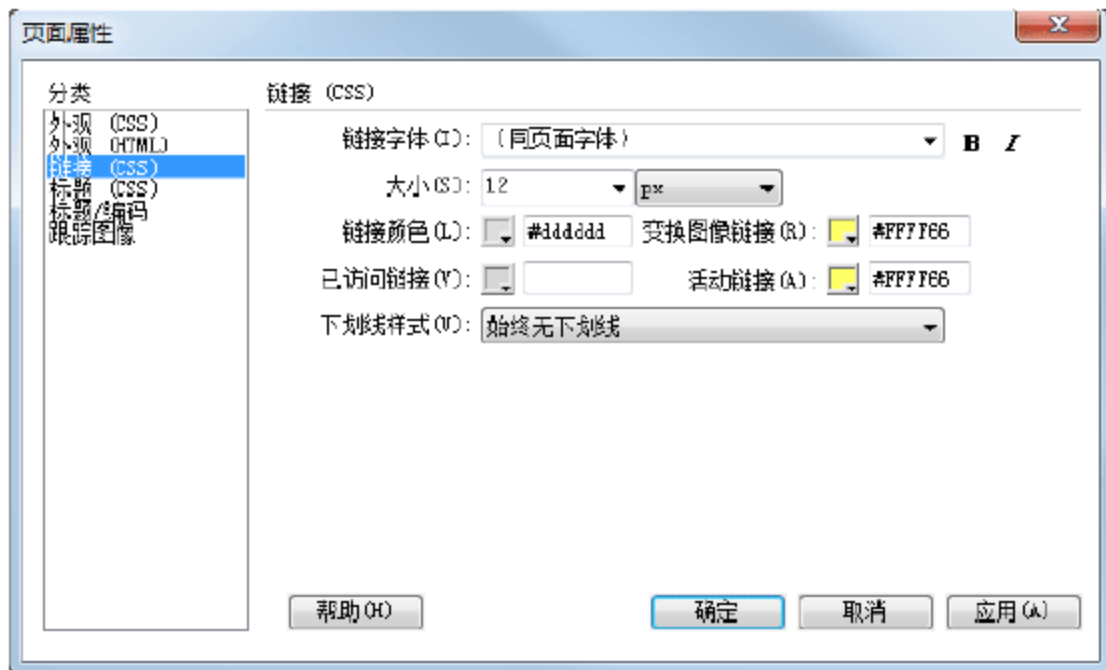 页面属性
分类
外观 (CSS)
外观 (HTML)
链接 (CSS)
标题 (CSS)
标题/编码
跟踪图像
链接 (CSS)
链接字体(I): (同页面字体) B I
大小(S): 12 px
链接颜色(L): #dddddd 变换图像链接(R): #FFFF66
已访问链接(V): 活动链接(A): #FFFF66
下划线样式(U): 始终无下划线
帮助(H) 确定 取消 应用(A)